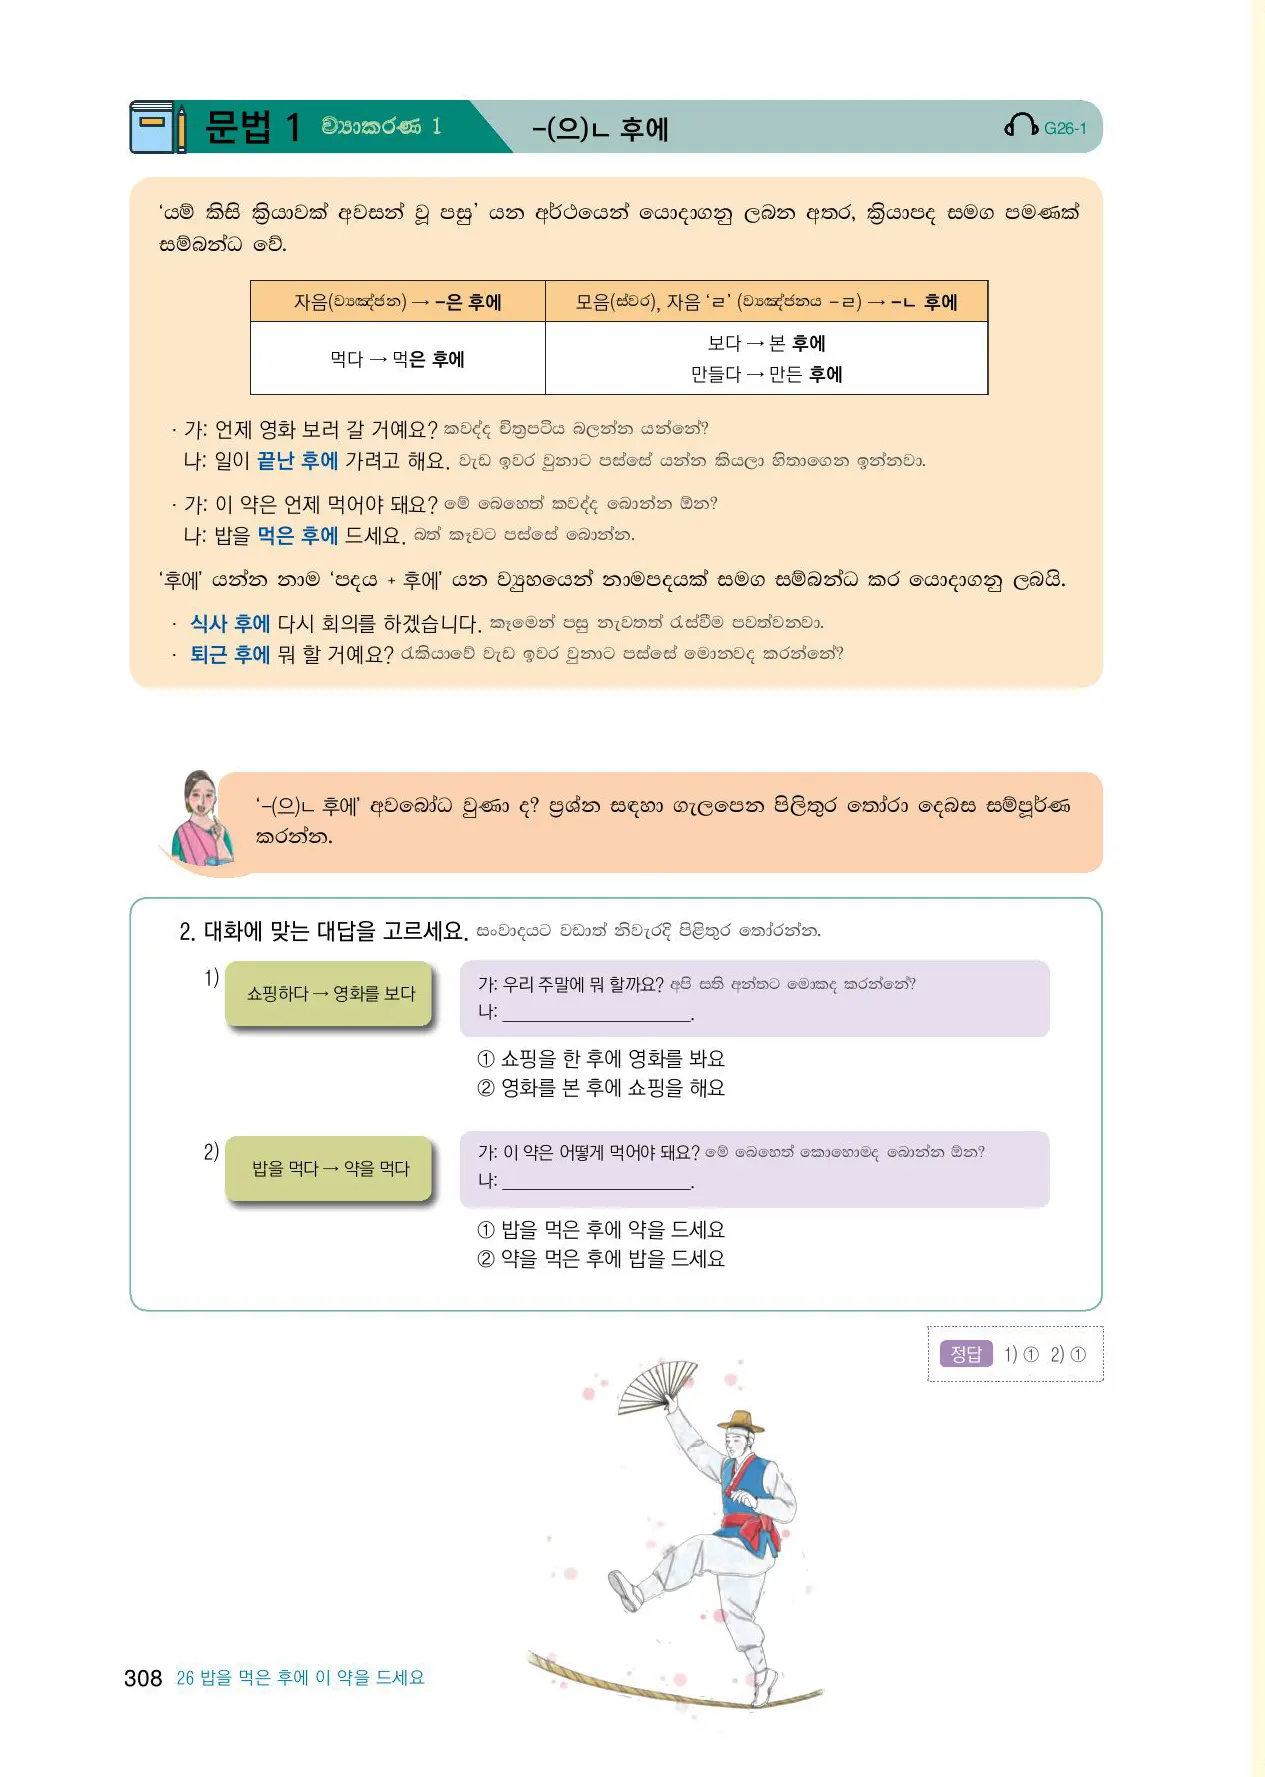 문법 1 ව්‍යාකරණ 1 -(으)ㄴ 후에 G26-1
‘යම් කිසි ක්‍රියාවක් අවසන් වූ පසු’ යන අර්ථයෙන් යොදාගනු ලබන අතර, ක්‍රියාපද සමග පමණක්
සම්බන්ධ වේ.
자음(ව්‍යඤ්ජන) → -은 후에
모음(ස්වර), 자음 ‘ㄹ’ (ව්‍යඤ්ජනය -ㄹ) → -ㄴ 후에
먹다 → 먹은 후에
보다 → 본 후에
만들다 → 만든 후에
· 가: 언제 영화 보러 갈 거예요? කවද්ද චිත්‍රපටිය බලන්න යන්නේ?
나: 일이 끝난 후에 가려고 해요. වැඩ ඉවර වුනාට පස්සේ යන්න කියලා හිතාගෙන ඉන්නවා.
· 가: 이 약은 언제 먹어야 돼요? මේ බෙහෙත් කවද්ද බොන්න ඕන?
나: 밥을 먹은 후에 드세요. බත් කෑවට පස්සේ බොන්න.
‘후에’ යන්න නාම ‘පදය + 후에’ යන ව්‍යුහයෙන් නාමපදයක් සමග සම්බන්ධ කර යොදාගනු ලබයි.
· 식사 후에 다시 회의를 하겠습니다. කෑමෙන් පසු නැවතත් රැස්වීම පවත්වනවා.
· 퇴근 후에 뭐 할 거예요? රැකියාවේ වැඩ ඉවර වුනාට පස්සේ මොනවද කරන්නේ?
‘-(으)ㄴ 후에’ අවබෝධ වුණා ද? ප්‍රශ්න සඳහා ගැලපෙන පිලිතුර තෝරා දෙබස සම්පූර්ණ
කරන්න.
2. 대화에 맞는 대답을 고르세요. සංවාදයට වඩාත් නිවැරදි පිළිතුර තෝරන්න.
1) 쇼핑하다 → 영화를 보다
가: 우리 주말에 뭐 할까요? අපි සති අන්තට මොකද කරන්නේ?
나: ____________________.
① 쇼핑을 한 후에 영화를 봐요
② 영화를 본 후에 쇼핑을 해요
2) 밥을 먹다 → 약을 먹다
가: 이 약은 어떻게 먹어야 돼요? මේ බෙහෙත් කොහොමද බොන්න ඕන?
나: ____________________.
① 밥을 먹은 후에 약을 드세요
② 약을 먹은 후에 밥을 드세요
정답 1) ① 2) ①
308 26 밥을 먹은 후에 이 약을 드세요